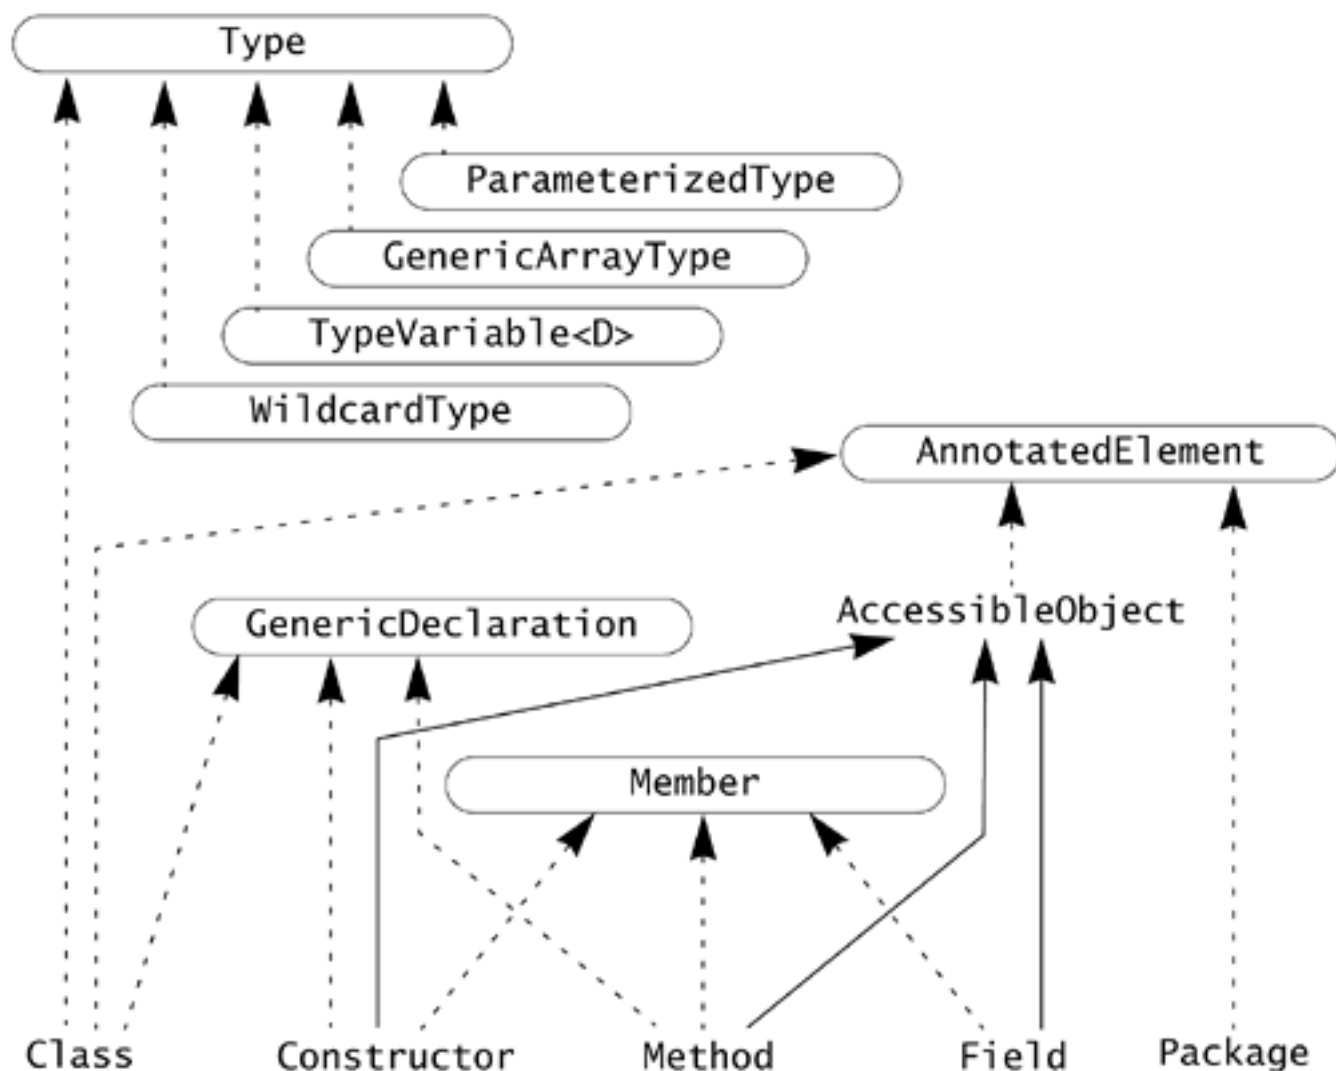 Type
ParameterizedType
GenericArrayType
TypeVariable<D>
WildcardType
AnnotatedElement
AccessibleObject
GenericDeclaration
Member
Class Constructor Method Field Package